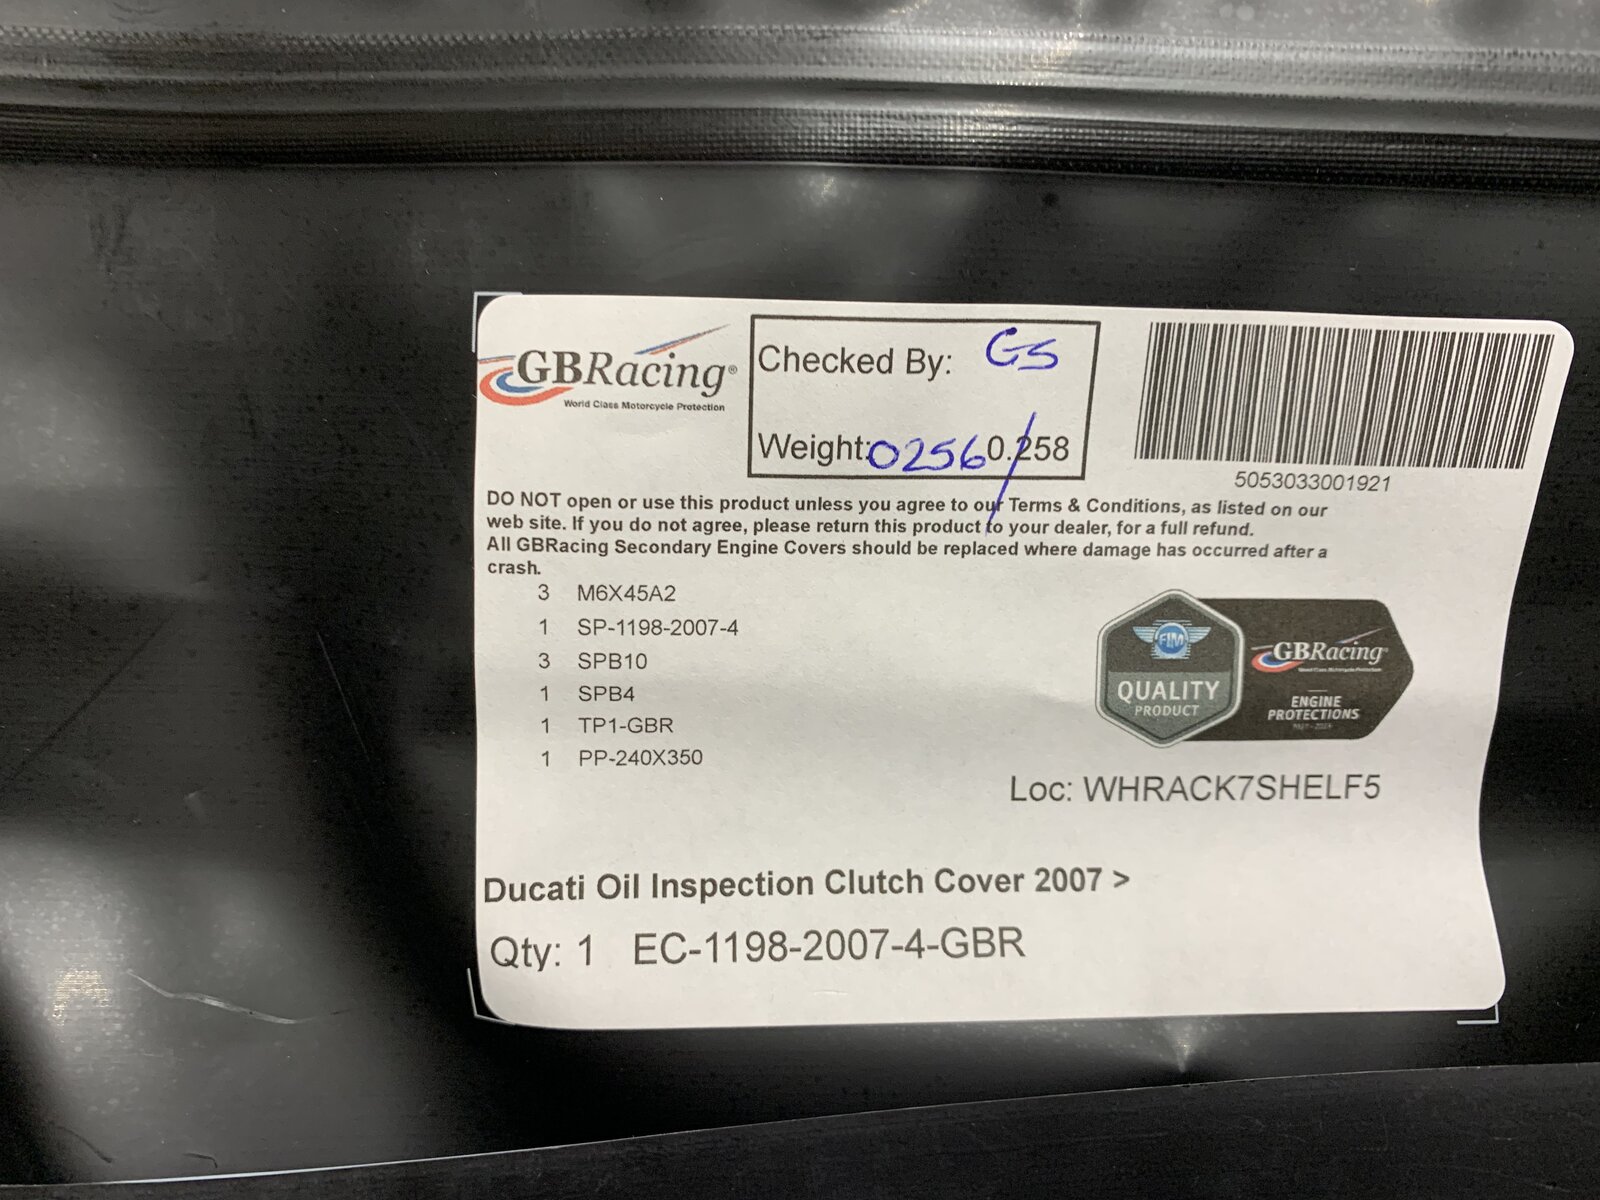 GBRacing®
World Class Motorcycle Protection
Checked By: GS
Weight: 0256 0.258
5053033001921
DO NOT open or use this product unless you agree to our Terms & Conditions, as listed on our
web site. If you do not agree, please return this product to your dealer, for a full refund.
All GBRacing Secondary Engine Covers should be replaced where damage has occurred after a
crash.
3 M6X45A2
1 SP-1198-2007-4
3 SPB10
1 SPB4
1 TP1-GBR
1 PP-240X350
FIM
QUALITY
PRODUCT
GBRacing
World Class Motorcycle Protection
ENGINE
PROTECTIONS
Loc: WHRACK7SHELF5
Ducati Oil Inspection Clutch Cover 2007 >
Qty: 1 EC-1198-2007-4-GBR